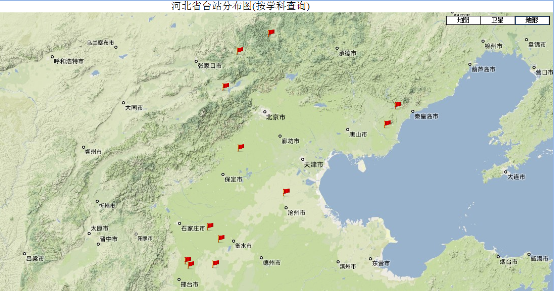 河北省台站分布图(按学科查询)
地图 卫星 地形
乌兰察布市
呼和浩特市
张家口市
承德市
锦州市
盘锦市
葫芦岛市
营口市
大同市
北京市
秦皇岛市
唐山市
廊坊市
朔州市
天津市
大连市
保定市
忻州市
沧州市
太原市
石家庄市
晋中市
阳泉市
衡水市
吕梁市
德州市
滨州市
东营市
烟台市
威海市
邢台市